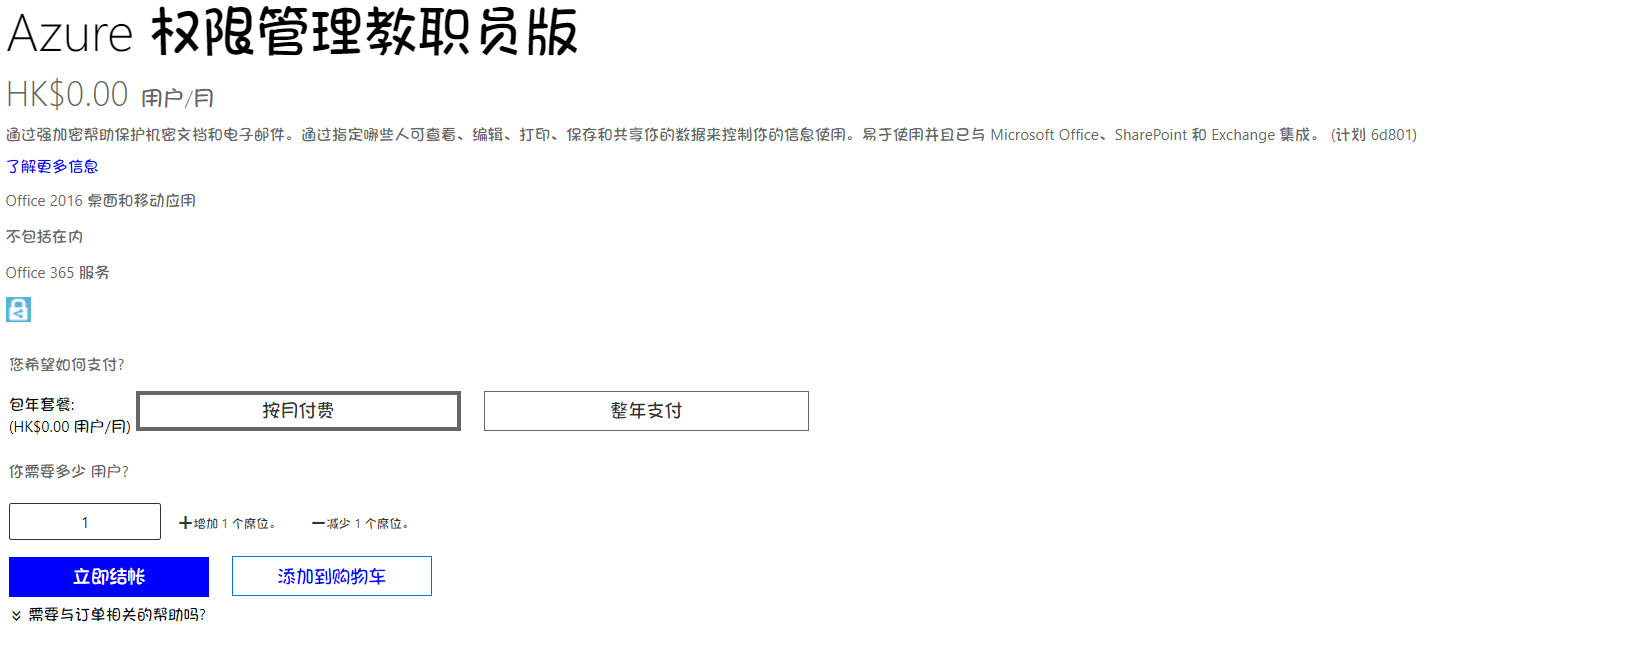 Azure 权限管理教职员版
HK$0.00 用户/月
通过强加密帮助保护机密文档和电子邮件。通过指定哪些人可查看、编辑、打印、保存和共享你的数据来控制你的信息使用。易于使用并且已与 Microsoft Office、SharePoint 和 Exchange 集成。 (计划 6d801)
了解更多信息
Office 2016 桌面和移动应用
不包括在内
Office 365 服务
您希望如何支付?
包年套餐:
(HK$0.00 用户/月)
按月付费
整年支付
你需要多少 用户?
1
增加 1 个席位。
减少 1 个席位。
立即结帐
添加到购物车
需要与订单相关的帮助吗?